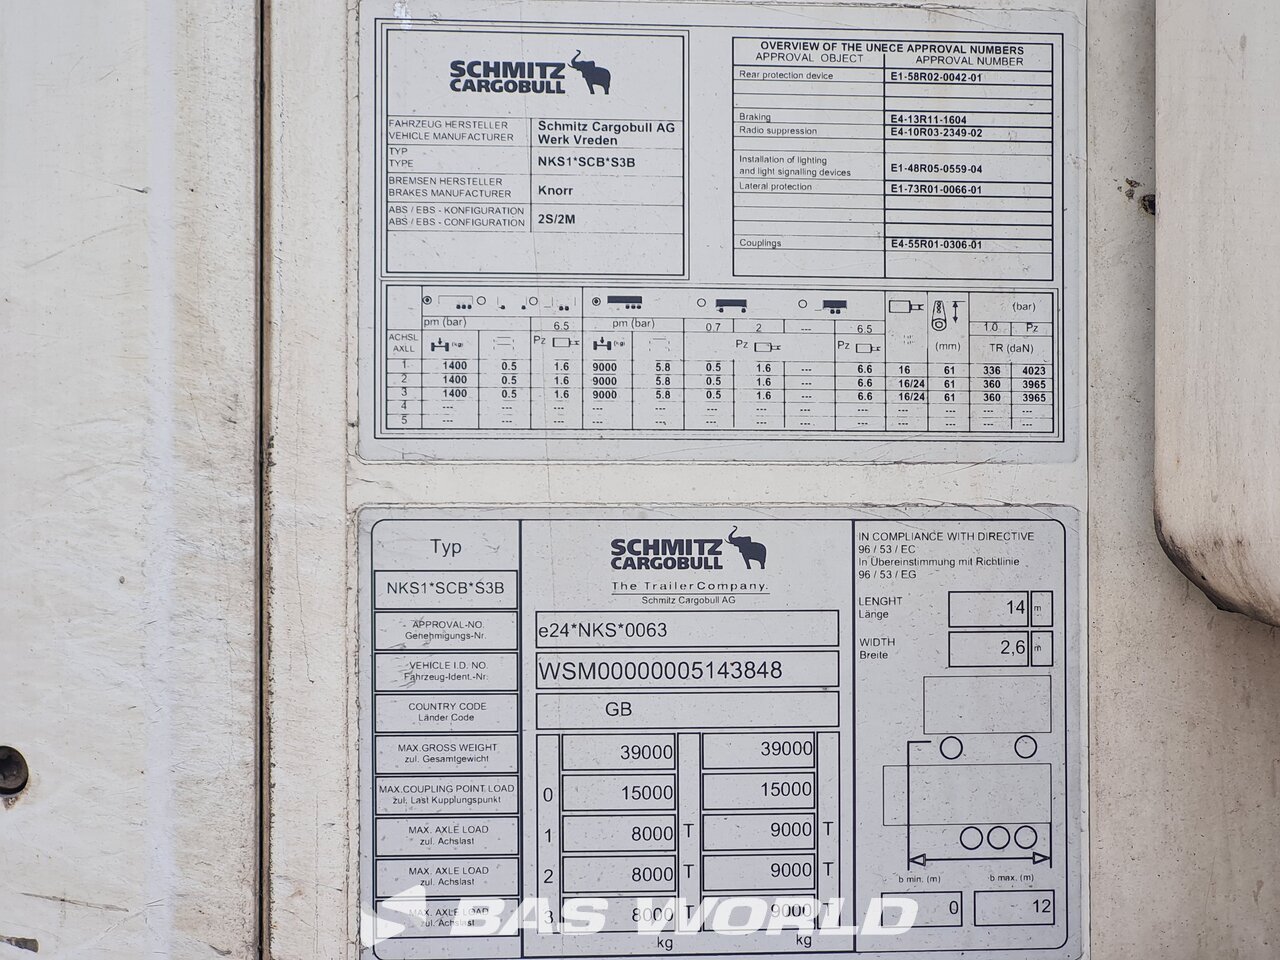 SCHMITZ
CARGOBULL
FAHRZEUG HERSTELLER
VEHICLE MANUFACTURER
Schmitz Cargobull AG
Werk Vreden
TYP
TYPE
NKS1*SCB*S3B
BREMSEN HERSTELLER
BRAKES MANUFACTURER
Knorr
ABS / EBS - KONFIGURATION
ABS / EBS - CONFIGURATION
2S/2M
OVERVIEW OF THE UNECE APPROVAL NUMBERS
APPROVAL OBJECT APPROVAL NUMBER
Rear protection device E1-58R02-0042-01
Braking E4-13R11-1604
Radio suppression E4-10R03-2349-02
Installation of lighting
and light signalling devices E1-48R05-0559-04
Lateral protection E1-73R01-0066-01
Couplings E4-55R01-0306-01
(bar)
pm (bar) 6.5 pm (bar) 0.7 2 --- 6.5 1.0 Pz
ACHSL
AXLL
Pz Pz Pz (mm) TR (daN)
1 1400 0.5 1.6 9000 5.8 0.5 1.6 --- 6.6 16 61 336 4023
2 1400 0.5 1.6 9000 5.8 0.5 1.6 --- 6.6 16/24 61 360 3965
3 1400 0.5 1.6 9000 5.8 0.5 1.6 --- 6.6 16/24 61 360 3965
4 --- --- --- --- --- --- --- --- --- --- --- --- ---
5 --- --- --- --- --- --- --- --- --- --- --- --- ---
Typ
NKS1*SCB*S3B
APPROVAL-NO.
Genehmigungs-Nr.
VEHICLE I.D. NO.
Fahrzeug-Ident.-Nr.
COUNTRY CODE
Länder Code
MAX.GROSS WEIGHT
zul. Gesamtgewicht
MAX.COUPLING POINT LOAD
zul. Last Kupplungspunkt
MAX. AXLE LOAD
zul. Achslast
MAX. AXLE LOAD
zul. Achslast
MAX. AXLE LOAD
zul. Achslast
SCHMITZ
CARGOBULL
The TrailerCompany.
Schmitz Cargobull AG
e24*NKS*0063
WSM00000005143848
GB
39000 39000
0 15000 15000
1 8000 T 9000 T
2 8000 T 9000 T
3 8000 T 9000 T
kg kg
IN COMPLIANCE WITH DIRECTIVE
96 / 53 / EC
In Übereinstimmung mit Richtlinie
96 / 53 / EG
LENGHT
Länge
14 m
WIDTH
Breite
2,6 m
b min. (m) b max. (m)
0 12
BAS WORLD